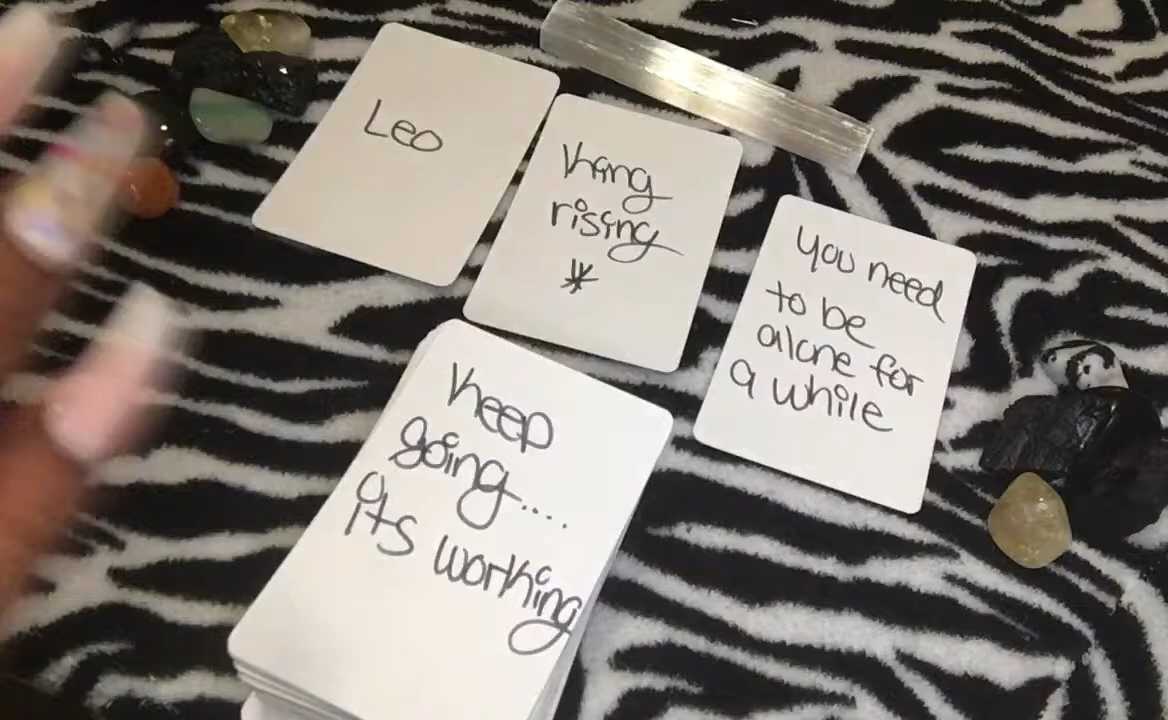 Leo
King
rising
*
you need
to be
alone for
a while
Keep
going....
its working